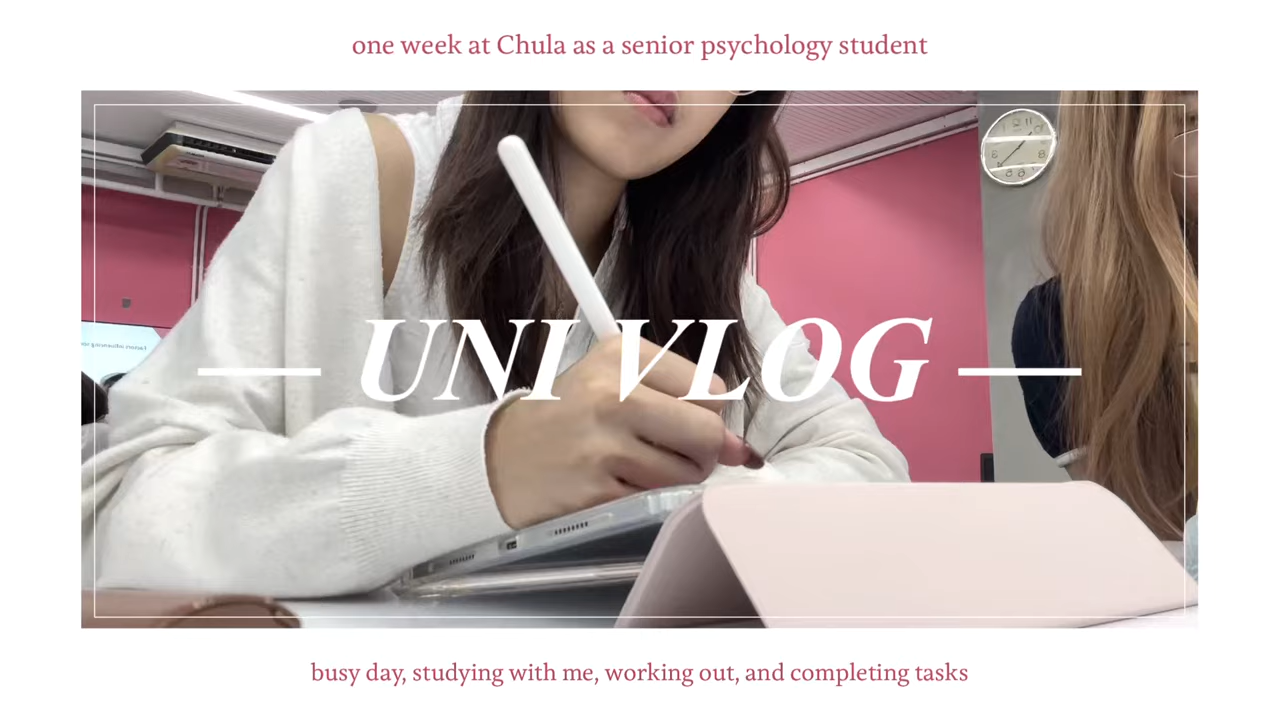 one week at Chula as a senior psychology student
— UNI VLOG —
busy day, studying with me, working out, and completing tasks